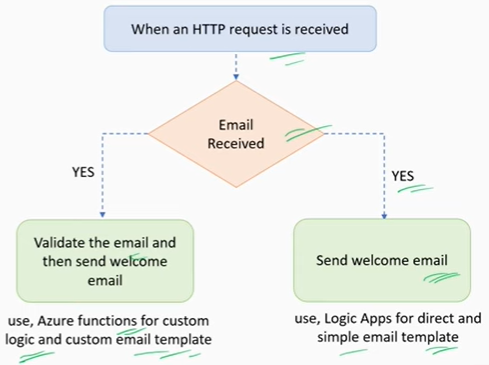 When an HTTP request is received
Email
Received
YES
YES
Validate the email and
then send welcome
email
Send welcome email
use, Azure functions for custom
logic and custom email template
use, Logic Apps for direct and
simple email template